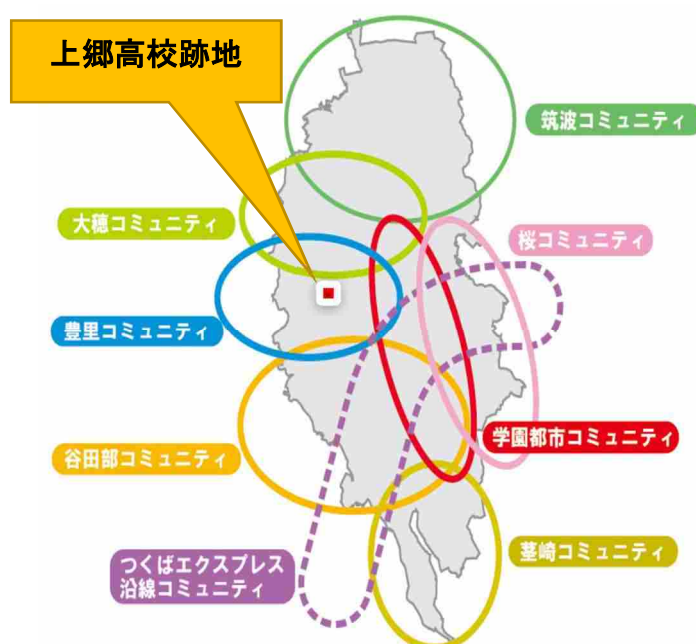 上郷高校跡地
筑波コミュニティ
大穂コミュニティ
桜コミュニティ
豊里コミュニティ
学園都市コミュニティ
谷田部コミュニティ
茎崎コミュニティ
つくばエクスプレス
沿線コミュニティ